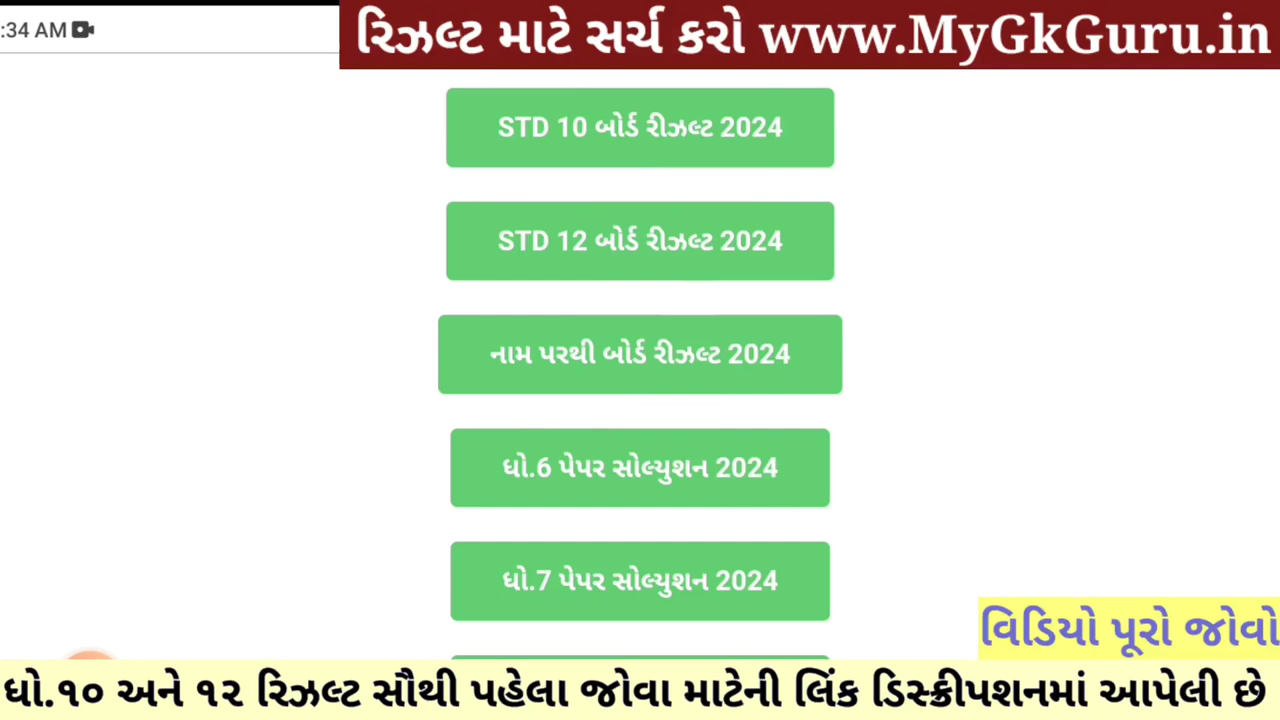 :34 AM
રિઝલ્ટ માટે સર્ચ કરો www.MyGkGuru.in
STD 10 બોર્ડ રીઝલ્ટ 2024
STD 12 બોર્ડ રીઝલ્ટ 2024
નામ પરથી બોર્ડ રીઝલ્ટ 2024
ધો.6 પેપર સોલ્યુશન 2024
ધો.7 પેપર સોલ્યુશન 2024
વિડિયો પૂરો જોવો
ધો.૧૦ અને ૧૨ રિઝલ્ટ સૌથી પહેલા જોવા માટેની લિંક ડિસ્ક્રીપશનમાં આપેલી છે